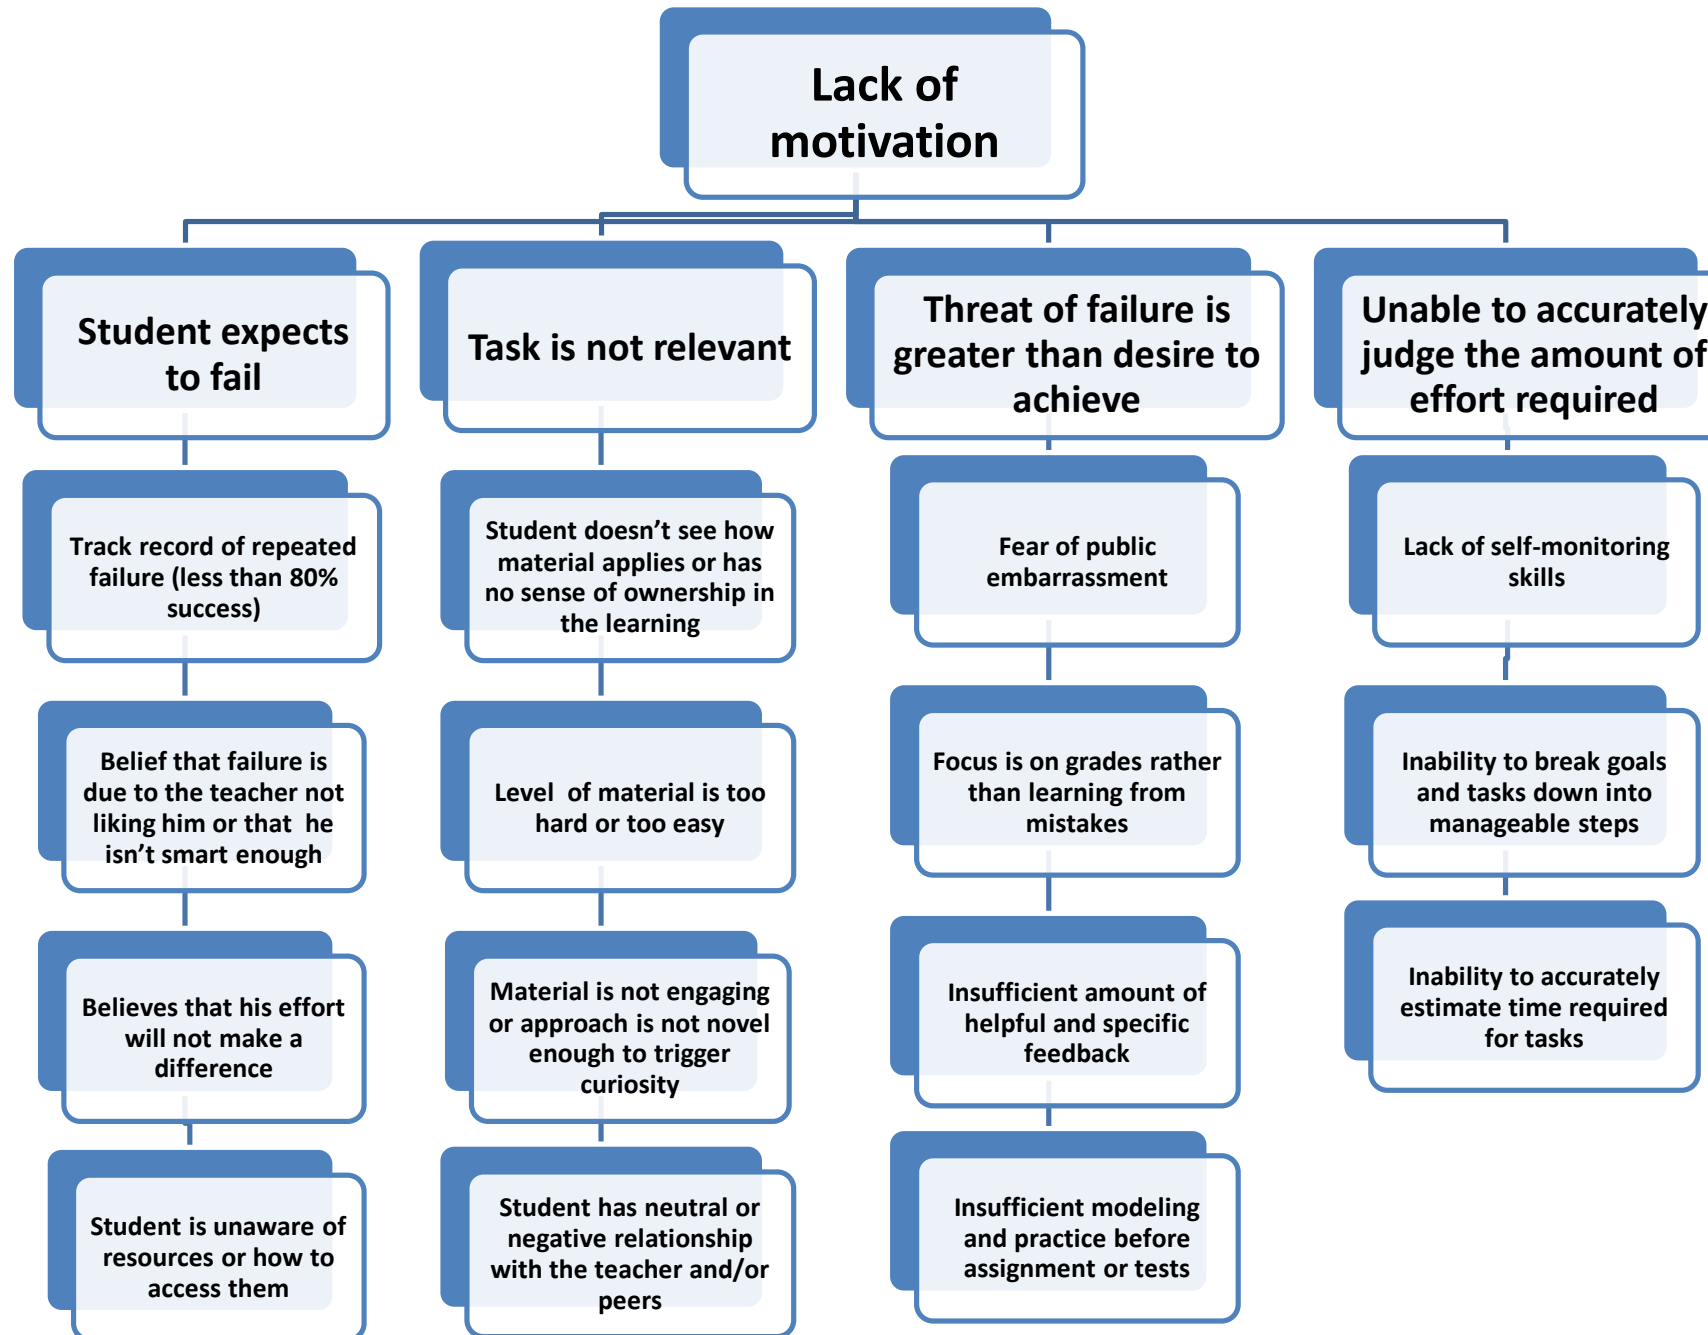 Lack of
motivation
Student expects
to fail
Track record of repeated
failure (less than 80%
success)
Belief that failure is
due to the teacher not
liking him or that he
isn't smart enough
Believes that his effort
will not make a
difference
Student is unaware of
resources or how to
access them
Task is not relevant
Student doesn’t see how
material applies or has
no sense of ownership in
the learning
Level of material is too
hard or too easy
Material is not engaging
or approach is not novel
enough to trigger
curiosity
Student has neutral or
negative relationship
with the teacher and/or
peers
Threat of failure is
greater than desire to
achieve
Fear of public
embarrassment
Focus is on grades rather
than learning from
mistakes
Insufficient amount of
helpful and specific
feedback
Insufficient modeling
and practice before
assignment or tests
Unable to accurately
judge the amount of
effort required
Lack of self-monitoring
skills
Inability to break goals
and tasks down into
manageable steps
Inability to accurately
estimate time required
for tasks